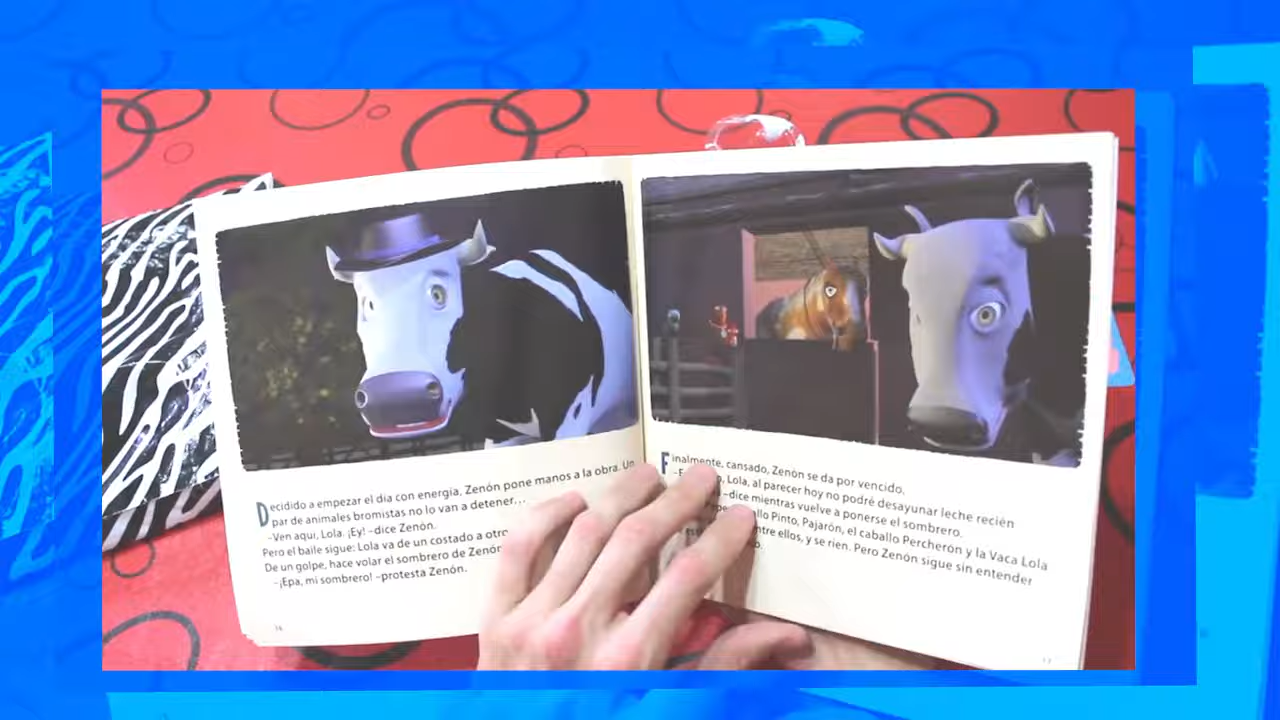 Decidido a empezar el día con energía, Zenón pone manos a la obra. Un
par de animales bromistas no lo van a detener...
–Ven aquí, Lola. ¡Ey! –dice Zenón.
Pero el baile sigue: Lola va de un costado a otro
De un golpe, hace volar el sombrero de Zenón
–¡Epa, mi sombrero! –protesta Zenón.
16
Finalmente, cansado, Zenón se da por vencido.
Lola, al parecer hoy no podré desayunar leche recién
–dice mientras vuelve a ponerse el sombrero.
Pinto, Pajarón, el caballo Percherón y la Vaca Lola
entre ellos, y se ríen. Pero Zenón sigue sin entender